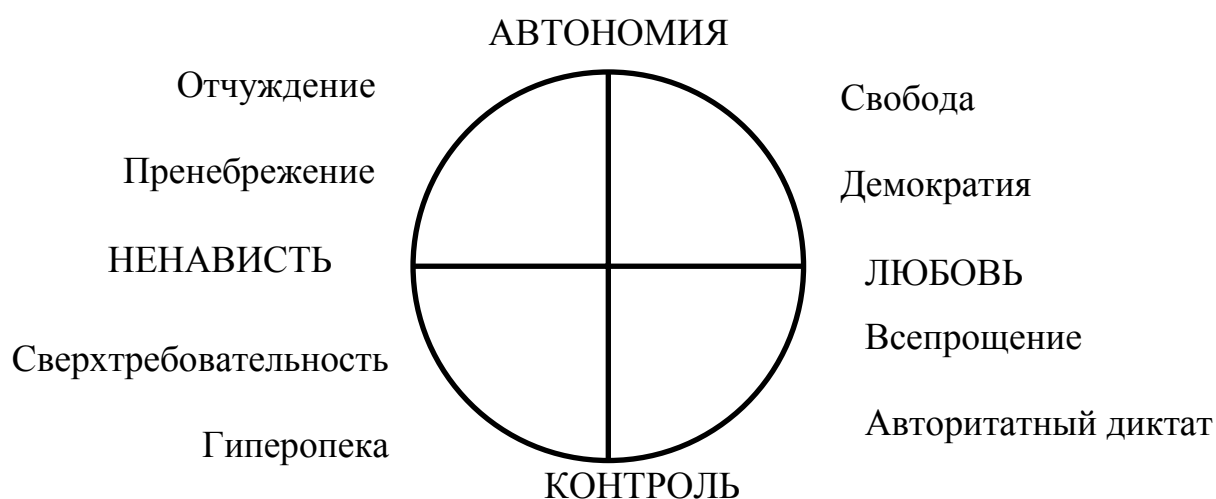 АВТОНОМИЯ
Отчуждение
Свобода
Пренебрежение
Демократия
НЕНАВИСТЬ
ЛЮБОВЬ
Всепрощение
Сверхтребовательность
Авторитатный диктат
Гиперопека
КОНТРОЛЬ